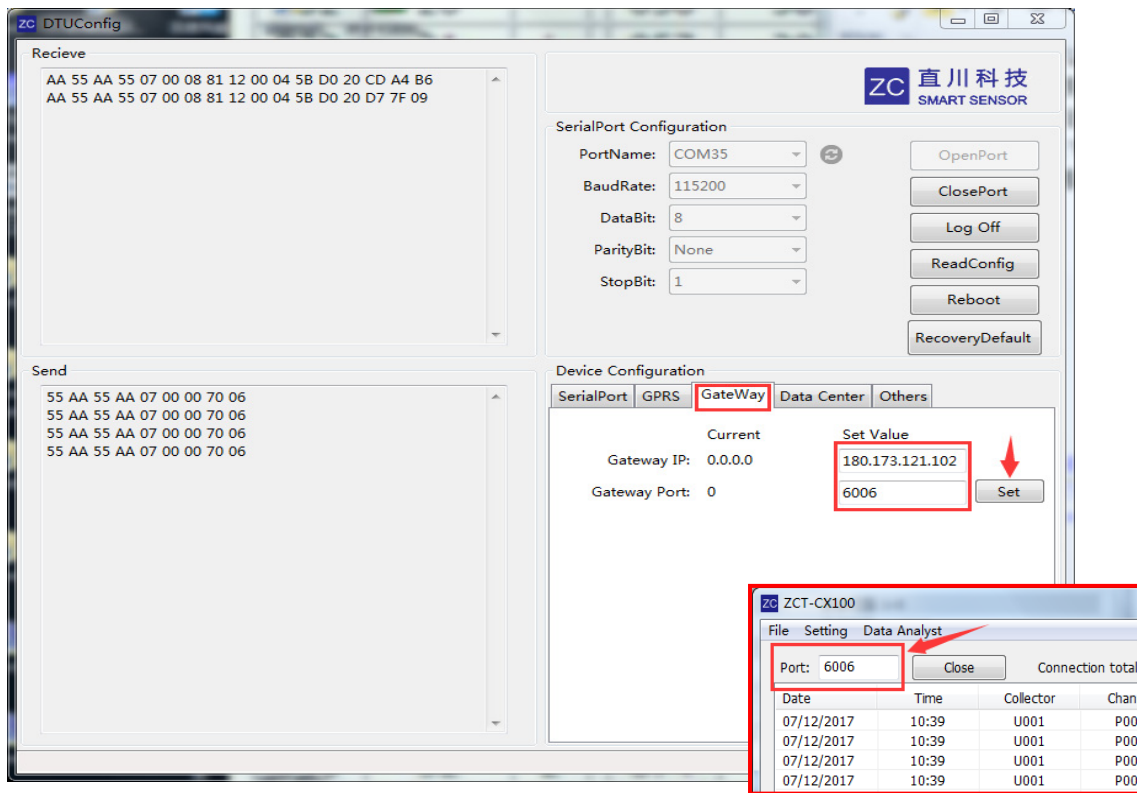 ZC DTUConfig
Recieve
AA 55 AA 55 07 00 08 81 12 00 04 5B D0 20 CD A4 B6
AA 55 AA 55 07 00 08 81 12 00 04 5B D0 20 D7 7F 09
ZC 直川科技
SMART SENSOR
SerialPort Configuration
PortName: COM35
OpenPort
BaudRate: 115200
ClosePort
DataBit: 8
Log Off
ParityBit: None
ReadConfig
StopBit: 1
Reboot
RecoveryDefault
Send
55 AA 55 AA 07 00 00 70 06
55 AA 55 AA 07 00 00 70 06
55 AA 55 AA 07 00 00 70 06
55 AA 55 AA 07 00 00 70 06
Device Configuration
SerialPort GPRS GateWay Data Center Others
Current Set Value
Gateway IP: 0.0.0.0 180.173.121.102
Gateway Port: 0 6006 Set
ZC ZCT-CX100
File Setting Data Analyst
Port: 6006 Close Connection total
Date Time Collector Chan
07/12/2017 10:39 U001 P00
07/12/2017 10:39 U001 P00
07/12/2017 10:39 U001 P00
07/12/2017 10:39 U001 P00